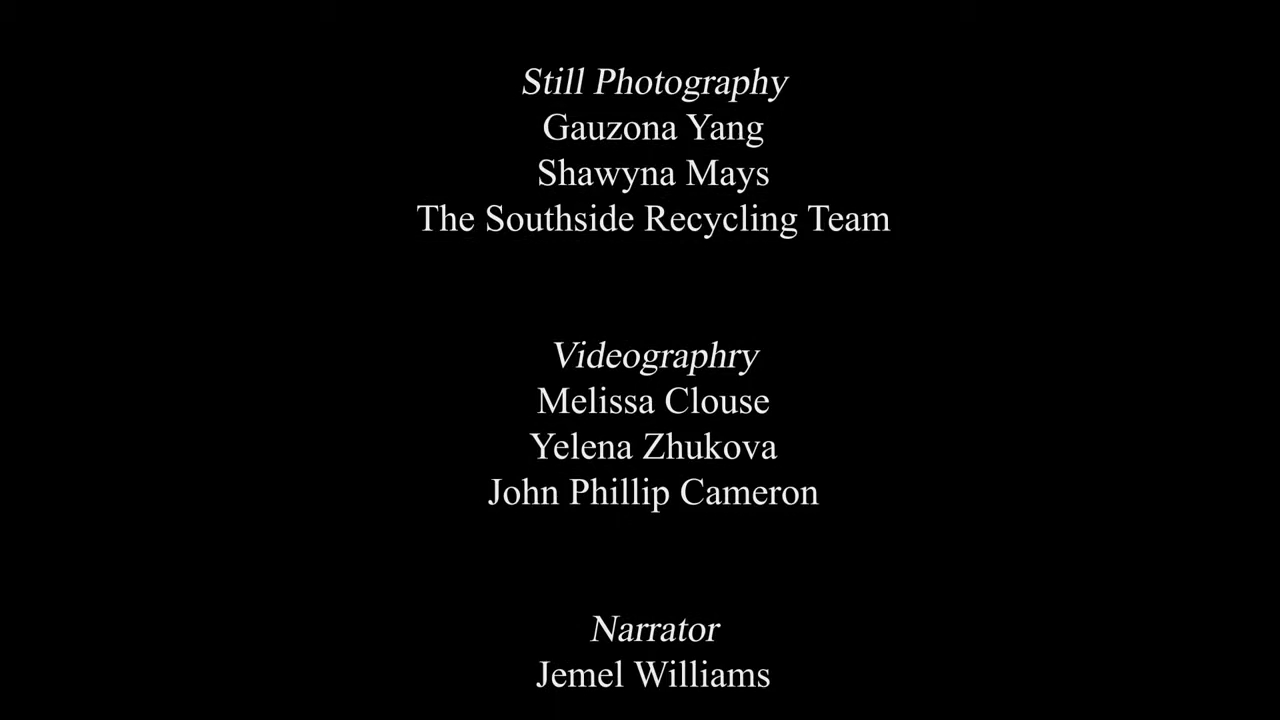 Still Photography
Gauzona Yang
Shawyna Mays
The Southside Recycling Team
Videographry
Melissa Clouse
Yelena Zhukova
John Phillip Cameron
Narrator
Jemel Williams